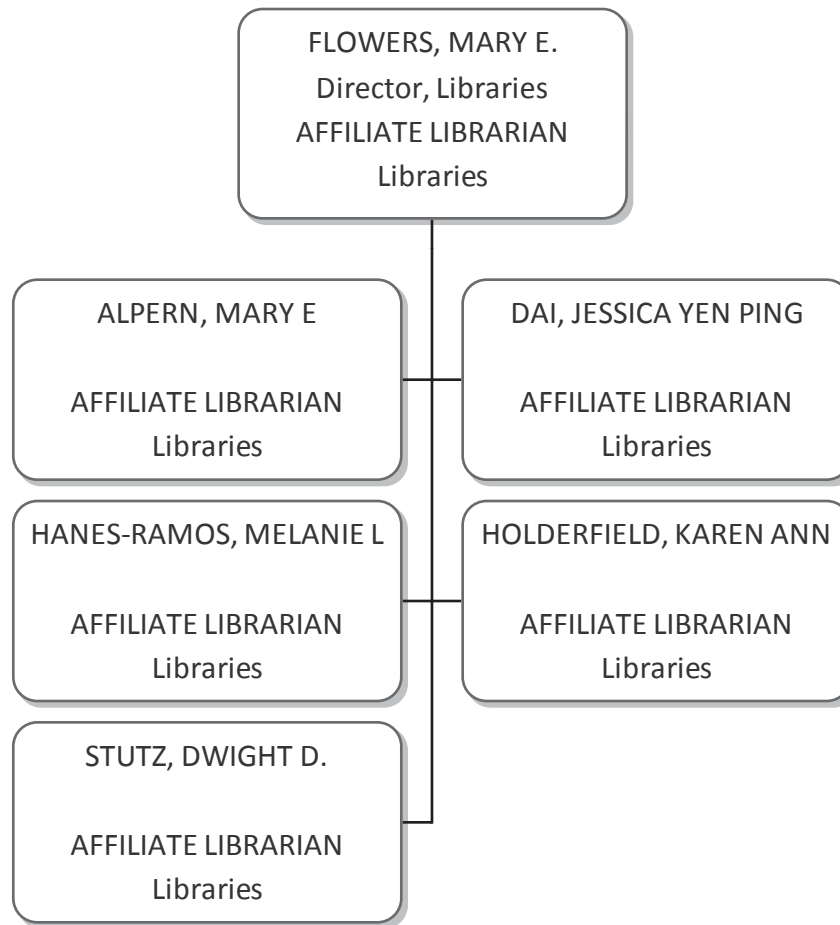 FLOWERS, MARY E.
Director, Libraries
AFFILIATE LIBRARIAN
Libraries
ALPERN, MARY E
AFFILIATE LIBRARIAN
Libraries
DAI, JESSICA YEN PING
AFFILIATE LIBRARIAN
Libraries
HANES-RAMOS, MELANIE L
AFFILIATE LIBRARIAN
Libraries
HOLDERFIELD, KAREN ANN
AFFILIATE LIBRARIAN
Libraries
STUTZ, DWIGHT D.
AFFILIATE LIBRARIAN
Libraries